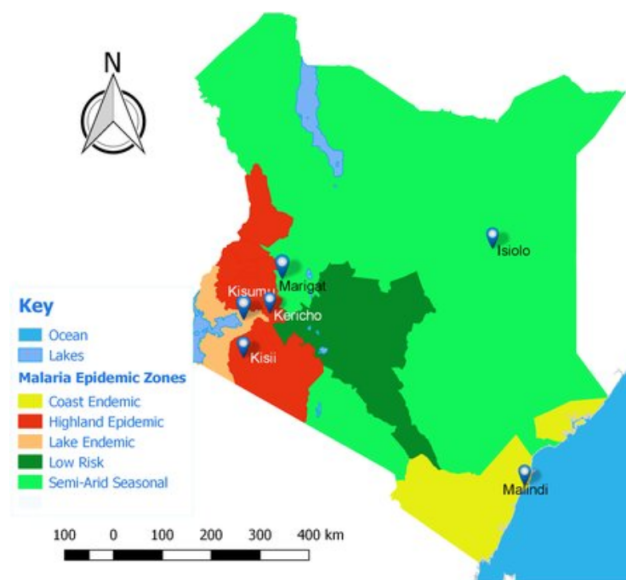 N
Isiolo
Marigat
Kisumu
Kericho
Kisii
Malindi
Key
Ocean
Lakes
Malaria Epidemic Zones
Coast Endemic
Highland Epidemic
Lake Endemic
Low Risk
Semi-Arid Seasonal
100 0 100 200 300 400 km